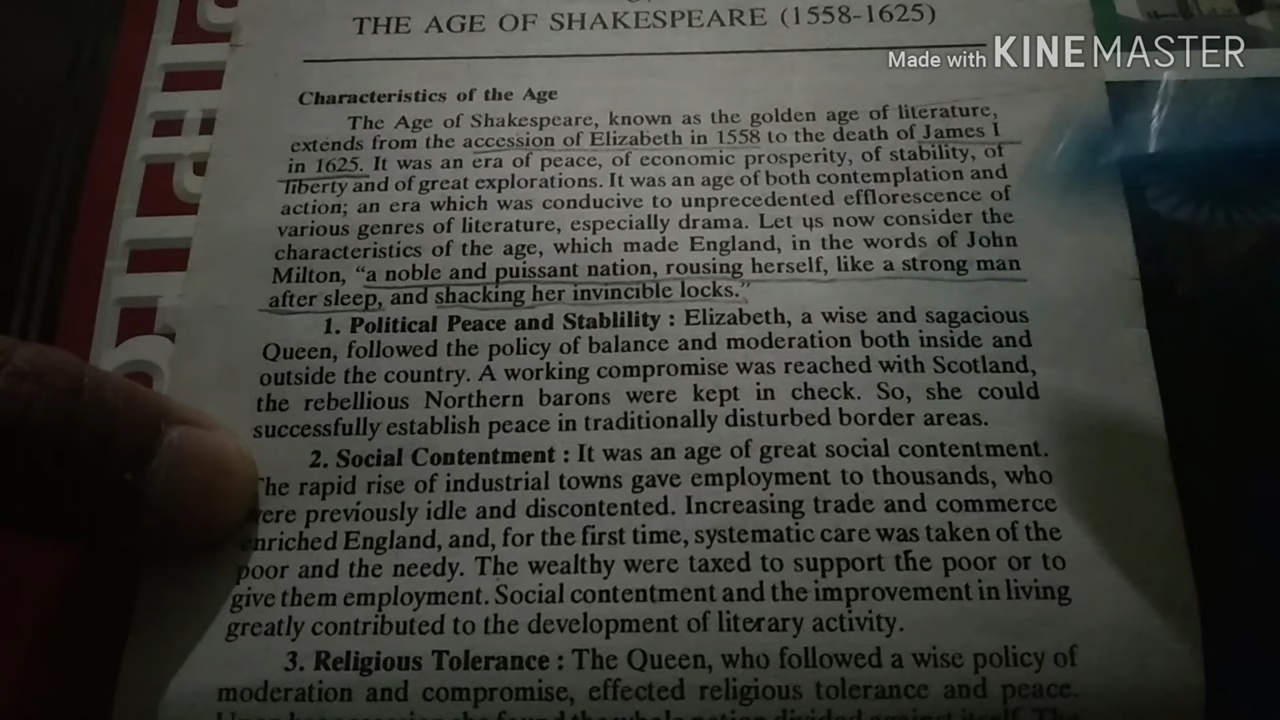 THE AGE OF SHAKESPEARE (1558-1625)
Made with KINEMASTER
Characteristics of the Age
The Age of Shakespeare, known as the golden age of literature,
extends from the accession of Elizabeth in 1558 to the death of James I
in 1625. It was an era of peace, of economic prosperity, of stability, of
liberty and of great explorations. It was an age of both contemplation and
action; an era which was conducive to unprecedented efflorescence of
various genres of literature, especially drama. Let us now consider the
characteristics of the age, which made England, in the words of John
Milton, “a noble and puissant nation, rousing herself, like a strong man
after sleep, and shacking her invincible locks.”
1. Political Peace and Stablility : Elizabeth, a wise and sagacious
Queen, followed the policy of balance and moderation both inside and
outside the country. A working compromise was reached with Scotland,
the rebellious Northern barons were kept in check. So, she could
successfully establish peace in traditionally disturbed border areas.
2. Social Contentment : It was an age of great social contentment.
The rapid rise of industrial towns gave employment to thousands, who
were previously idle and discontented. Increasing trade and commerce
enriched England, and, for the first time, systematic care was taken of the
poor and the needy. The wealthy were taxed to support the poor or to
give them employment. Social contentment and the improvement in living
greatly contributed to the development of literary activity.
3. Religious Tolerance : The Queen, who followed a wise policy of
moderation and compromise, effected religious tolerance and peace.